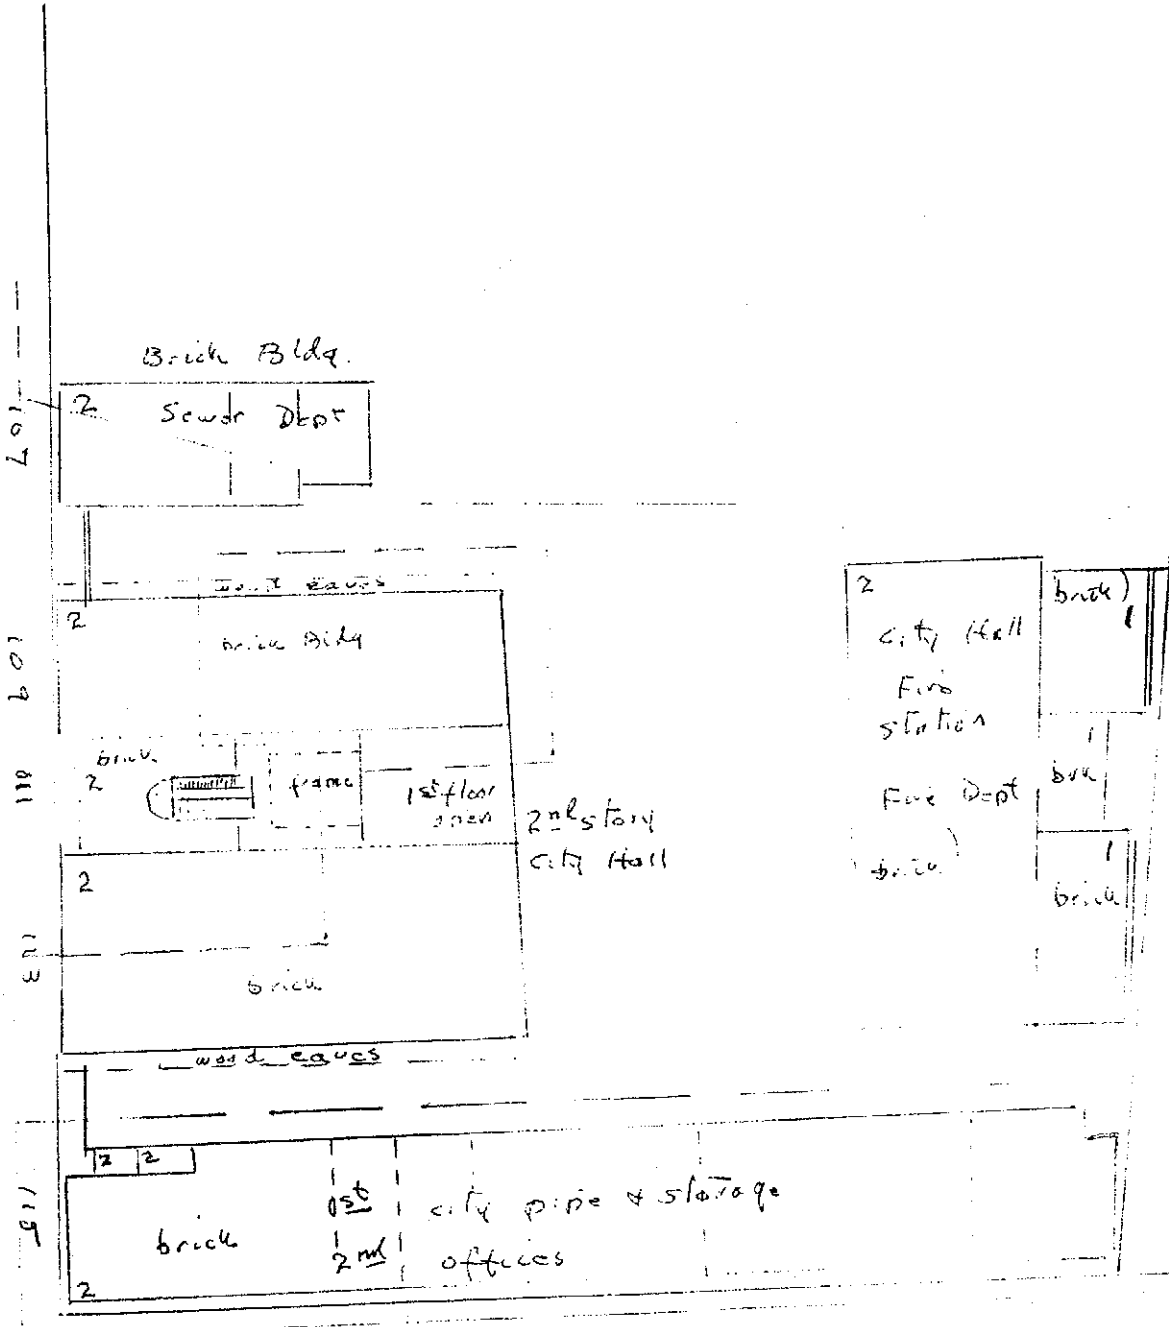 Brick Bldg.
2
Sewer Dept
107
wood eaves
2
brick Bldg
109
brick
2
frame
1st floor
open
111
2nd story
City Hall
2
113
brick
wood eaves
2
City Hall
Fire
station
Fire Dept
brick
brick
1
1
brk
1
brick
2
2
115
brick
2
1st
2nd
city pipe & storage
offices